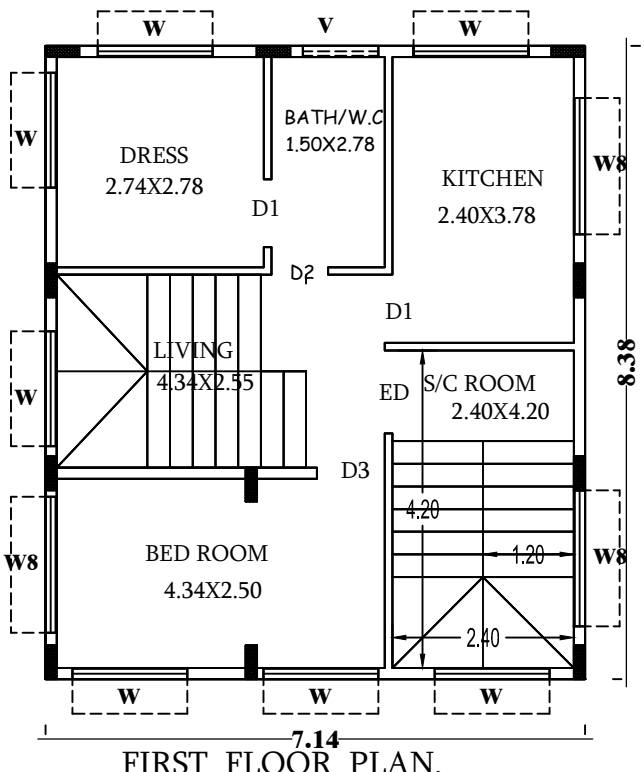 W
V
W
W
BATH/W.C
1.50X2.78
DRESS
2.74X2.78
KITCHEN
2.40X3.78
W8
D1
D2
D1
LIVING
4.34X2.55
W
ED
S/C ROOM
2.40X4.20
8.38
D3
4.20
1.20
BED ROOM
4.34X2.50
W8
W8
2.40
W
W
W
7.14
FIRST FLOOR PLAN.